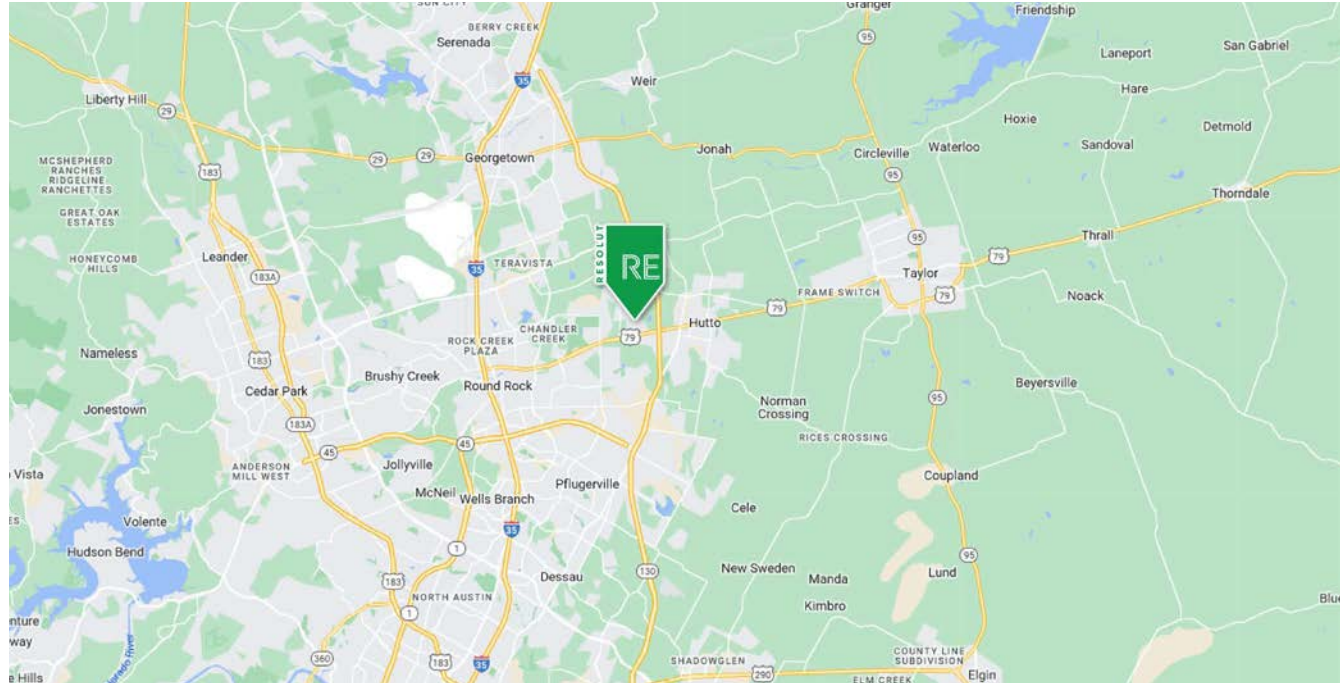 SUN CITY
BERRY CREEK
Serenada
35
Weir
Granger
95
Friendship
Laneport
San Gabriel
Hare
Liberty Hill
29
Hoxie
Detmold
29
29
Georgetown
Jonah
Circleville
Waterloo
Sandoval
MCSHEPHERD
RANCHES
RIDGELINE
RANCHETTES
183
95
Thorndale
GREAT OAK
ESTATES
RESOLUT
RE
95
Thrall
HONEYCOMB
HILLS
Leander
183A
35
TERAVISTA
79
Taylor
FRAME SWITCH
79
Noack
79
CHANDLER
CREEK
79
Hutto
ROCK CREEK
PLAZA
Nameless
183
Brushy Creek
Round Rock
Cedar Park
Beyersville
Jonestown
Norman
Crossing
95
183A
RICES CROSSING
45
45
ANDERSON
MILL WEST
Jollyville
Vista
Coupland
McNeil
Wells Branch
Pflugerville
Cele
Volente
35
Hudson Bend
1
95
Dessau
130
New Sweden
Manda
Lund
183
NORTH AUSTIN
1
Kimbro
Blue
enture
way
360
183
35
SHADOWGLEN
COUNTY LINE
SUBDIVISION
290
Elgin
e Hills
ELM CREEK